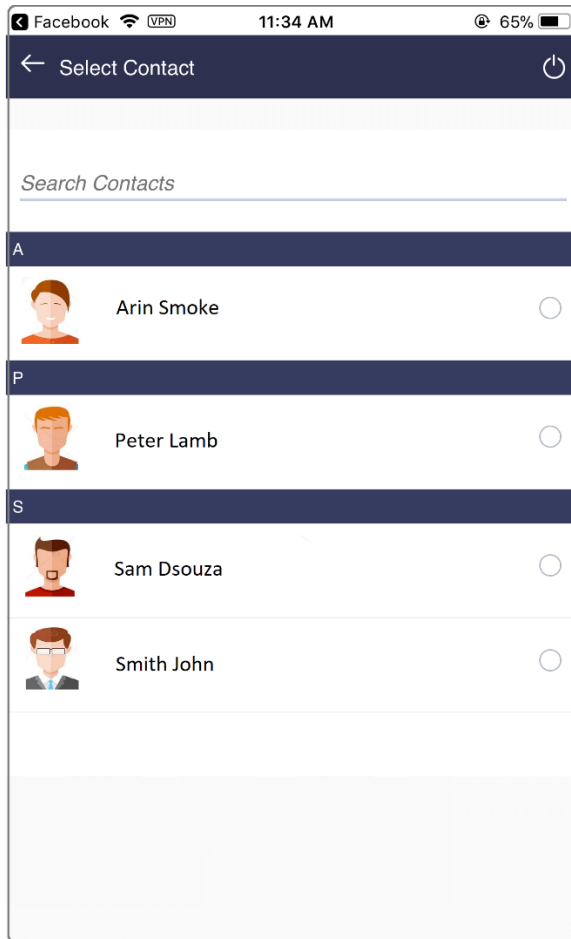 Facebook VPN 11:34 AM 65%
Select Contact
Search Contacts
A
Arin Smoke
P
Peter Lamb
S
Sam Dsouza
Smith John